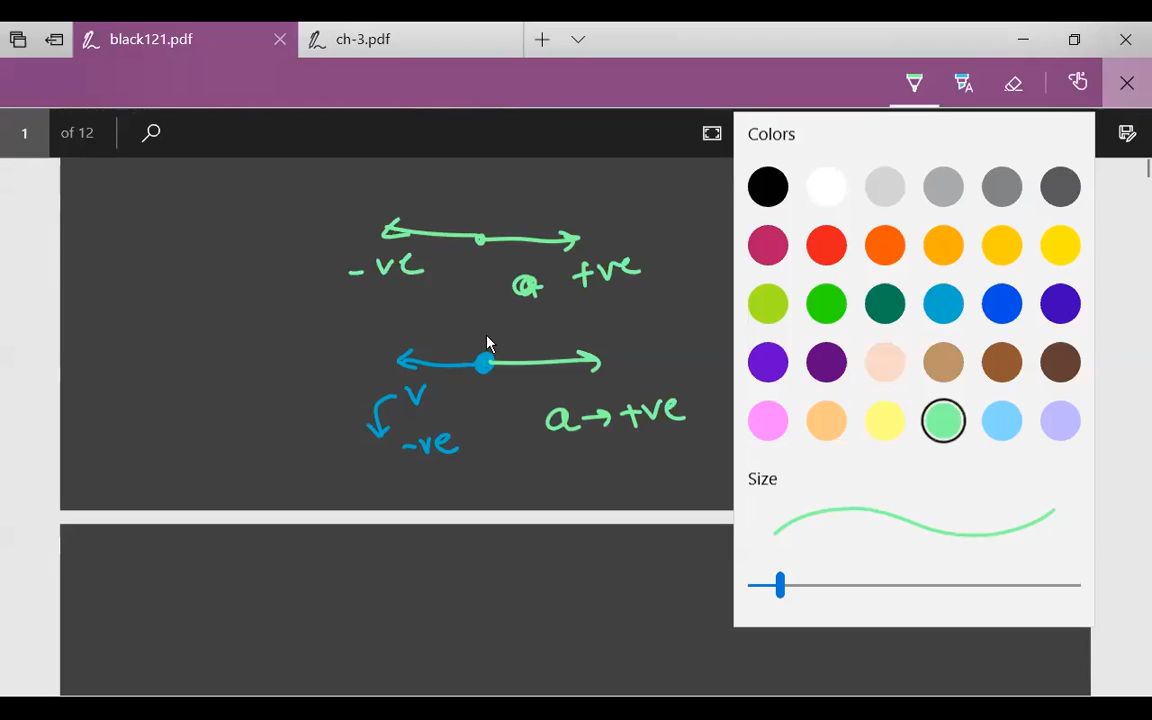 black121.pdf
ch-3.pdf
1 of 12
Colors
- ve
+ve
v
-ve
a → +ve
Size